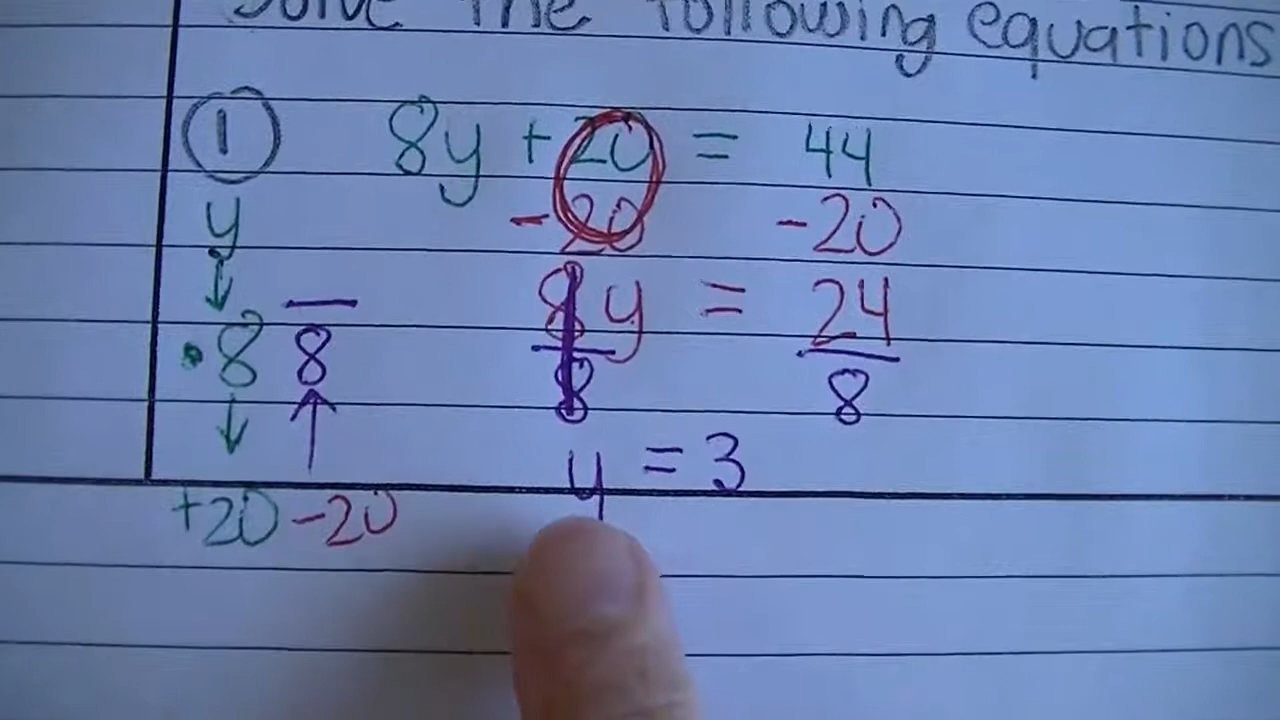 Solve the following equations
① 8y + 20 = 44
y - 20 - 20
↓ — 8y = 24
· 8 8 8 8
↓ ↑ y = 3
+20 -20